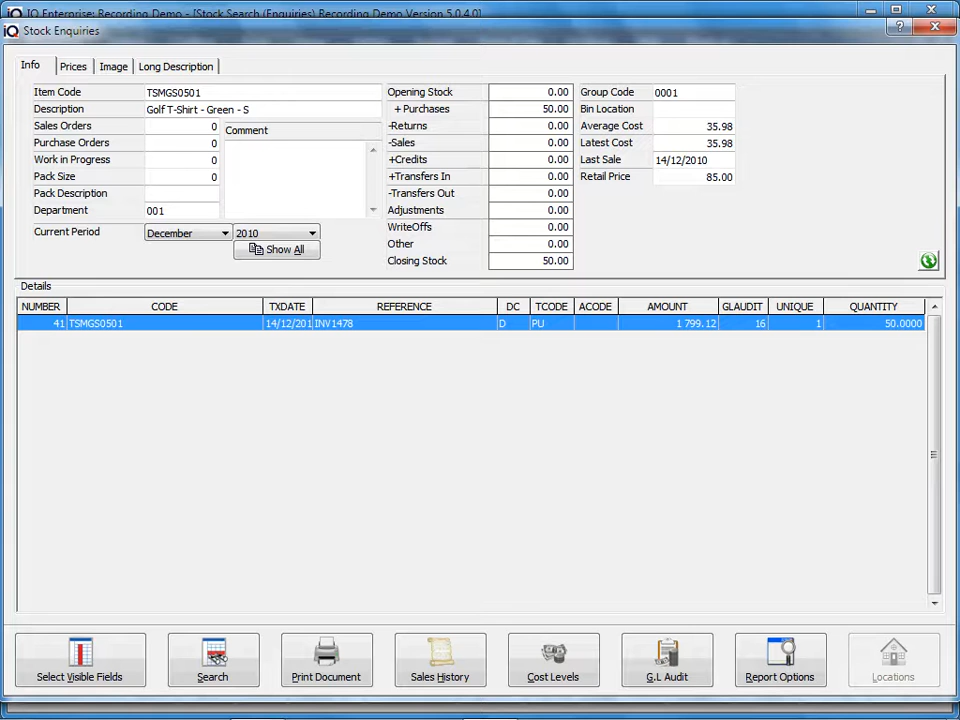 iQ IQ Enterprise: Recording Demo - [Stock Search (Enquiries) Recording Demo Version 5.0.4.0]
iQ Stock Enquiries
Info Prices Image Long Description
Item Code TSMGS0501
Description Golf T-Shirt - Green - S
Sales Orders 0
Purchase Orders 0
Work in Progress 0
Pack Size 0
Pack Description
Department 001
Comment
Current Period December 2010
Show All
Opening Stock 0.00
+ Purchases 50.00
-Returns 0.00
-Sales 0.00
+Credits 0.00
+Transfers In 0.00
-Transfers Out 0.00
Adjustments 0.00
WriteOffs 0.00
Other 0.00
Closing Stock 50.00
Group Code 0001
Bin Location
Average Cost 35.98
Latest Cost 35.98
Last Sale 14/12/2010
Retail Price 85.00
Details
NUMBER CODE TXDATE REFERENCE DC TCODE ACODE AMOUNT GLAUDIT UNIQUE QUANTITY
41 TSMGS0501 14/12/201 INV1478 D PU 1 799.12 16 1 50.0000
Select Visible Fields Search Print Document Sales History Cost Levels G.L Audit Report Options Locations